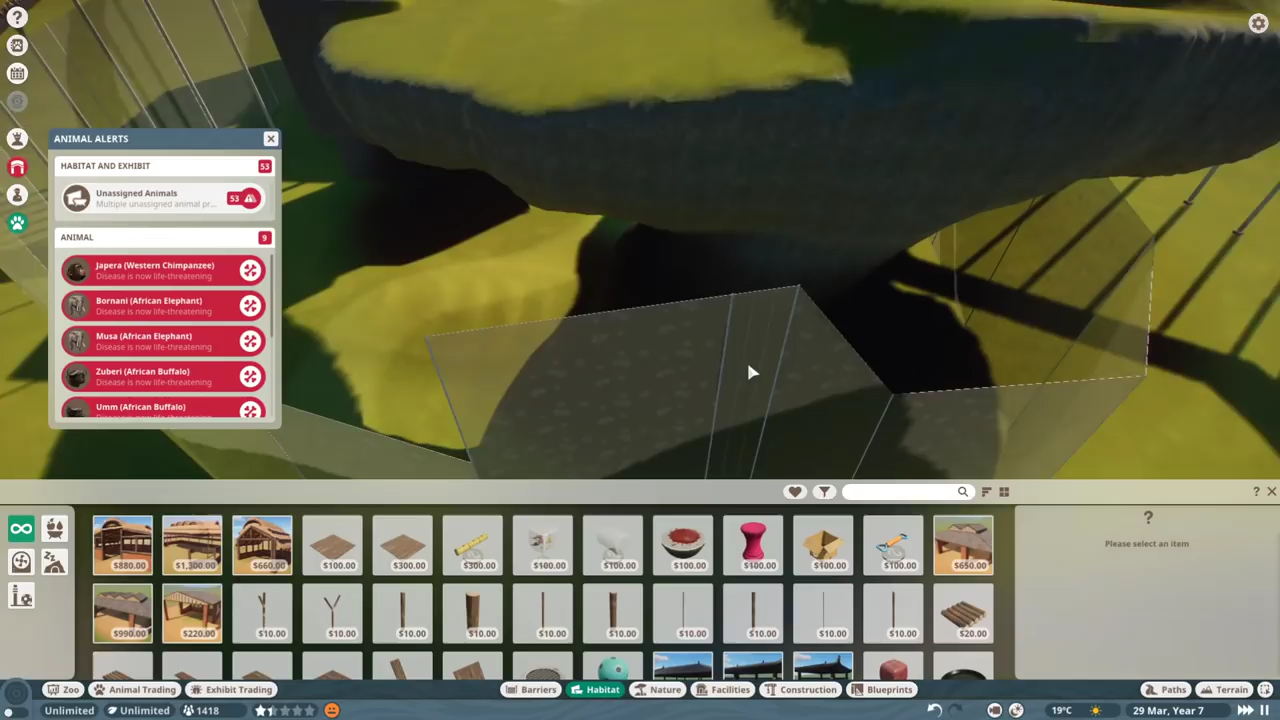 ?
ANIMAL ALERTS
HABITAT AND EXHIBIT 53
Unassigned Animals
Multiple unassigned animal pr... 53
ANIMAL 9
Japera (Western Chimpanzee)
Disease is now life-threatening
Bornani (African Elephant)
Disease is now life-threatening
Musa (African Elephant)
Disease is now life-threatening
Zuberi (African Buffalo)
Disease is now life-threatening
Umm (African Buffalo)
Disease is now life-threatening
?
$880.00 $1,300.00 $660.00 $100.00 $300.00 $300.00 $100.00 $100.00 $100.00 $100.00 $100.00 $100.00 $650.00
?
Please select an item
$990.00 $220.00 $10.00 $10.00 $10.00 $10.00 $10.00 $10.00 $10.00 $10.00 $10.00 $10.00 $20.00
Zoo Animal Trading Exhibit Trading Barriers Habitat Nature Facilities Construction Blueprints Paths Terrain
Unlimited Unlimited 1418 19°C 29 Mar, Year 7